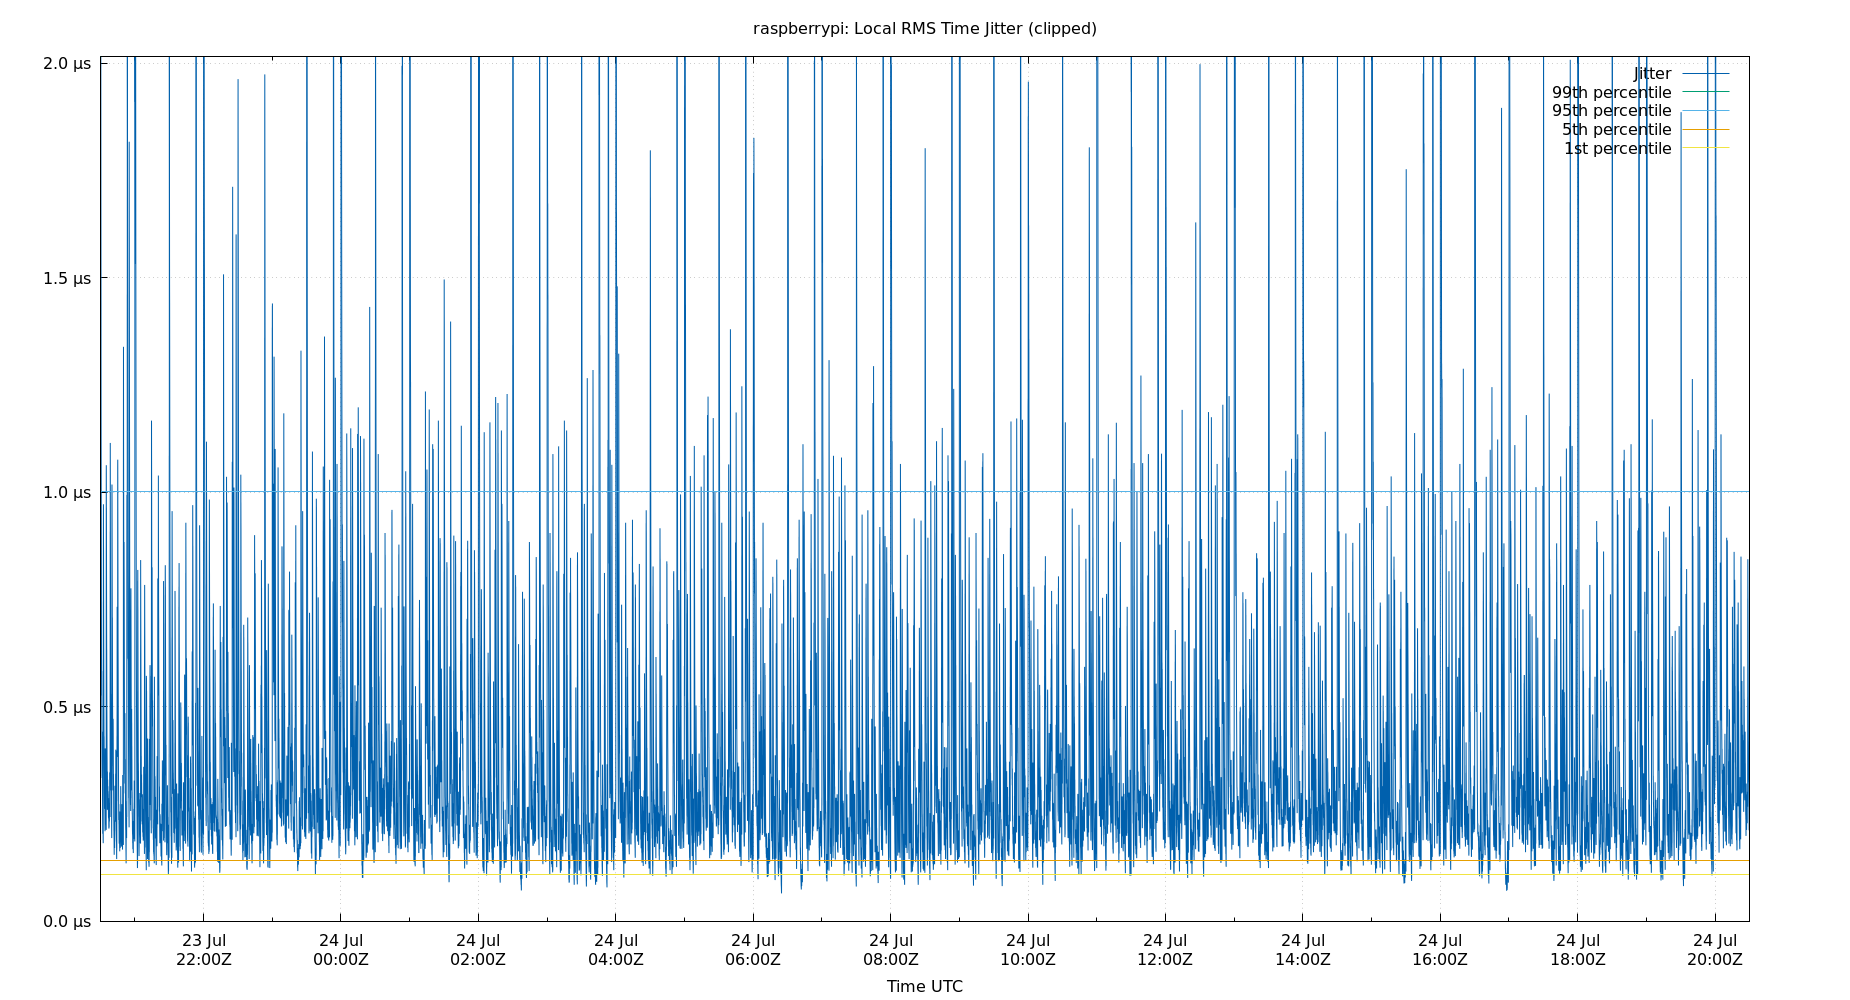 raspberrypi: Local RMS Time Jitter (clipped)
2.0 µs
1.5 µs
1.0 µs
0.5 µs
0.0 µs
Jitter
99th percentile
95th percentile
5th percentile
1st percentile
23 Jul 24 Jul 24 Jul 24 Jul 24 Jul 24 Jul 24 Jul 24 Jul 24 Jul 24 Jul 24 Jul 24 Jul
22:00Z 00:00Z 02:00Z 04:00Z 06:00Z 08:00Z 10:00Z 12:00Z 14:00Z 16:00Z 18:00Z 20:00Z
Time UTC